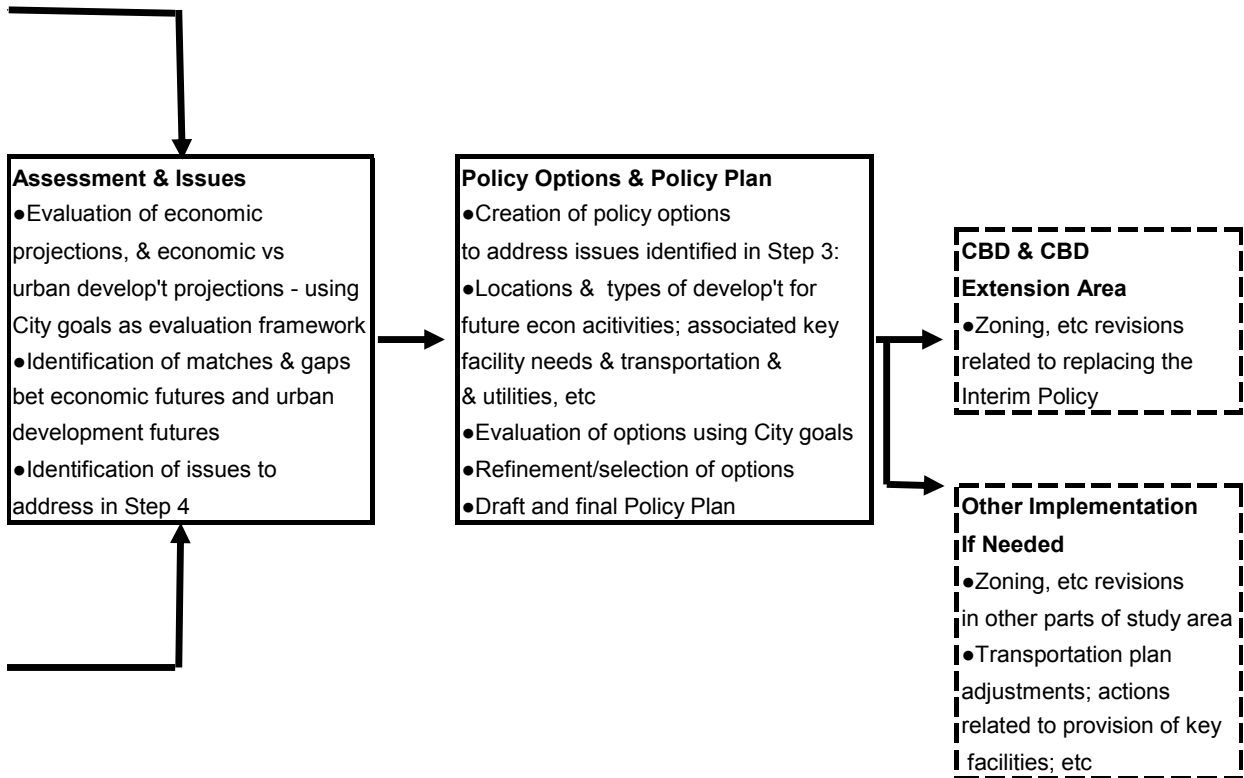 Assessment & Issues
●Evaluation of economic
projections, & economic vs
urban develop't projections - using
City goals as evaluation framework
●Identification of matches & gaps
bet economic futures and urban
development futures
●Identification of issues to
address in Step 4
Policy Options & Policy Plan
●Creation of policy options
to address issues identified in Step 3:
●Locations & types of develop't for
future econ acitivities; associated key
facility needs & transportation &
& utilities, etc
●Evaluation of options using City goals
●Refinement/selection of options
●Draft and final Policy Plan
CBD & CBD
Extension Area
●Zoning, etc revisions
related to replacing the
Interim Policy
Other Implementation
If Needed
●Zoning, etc revisions
in other parts of study area
●Transportation plan
adjustments; actions
related to provision of key
facilities; etc